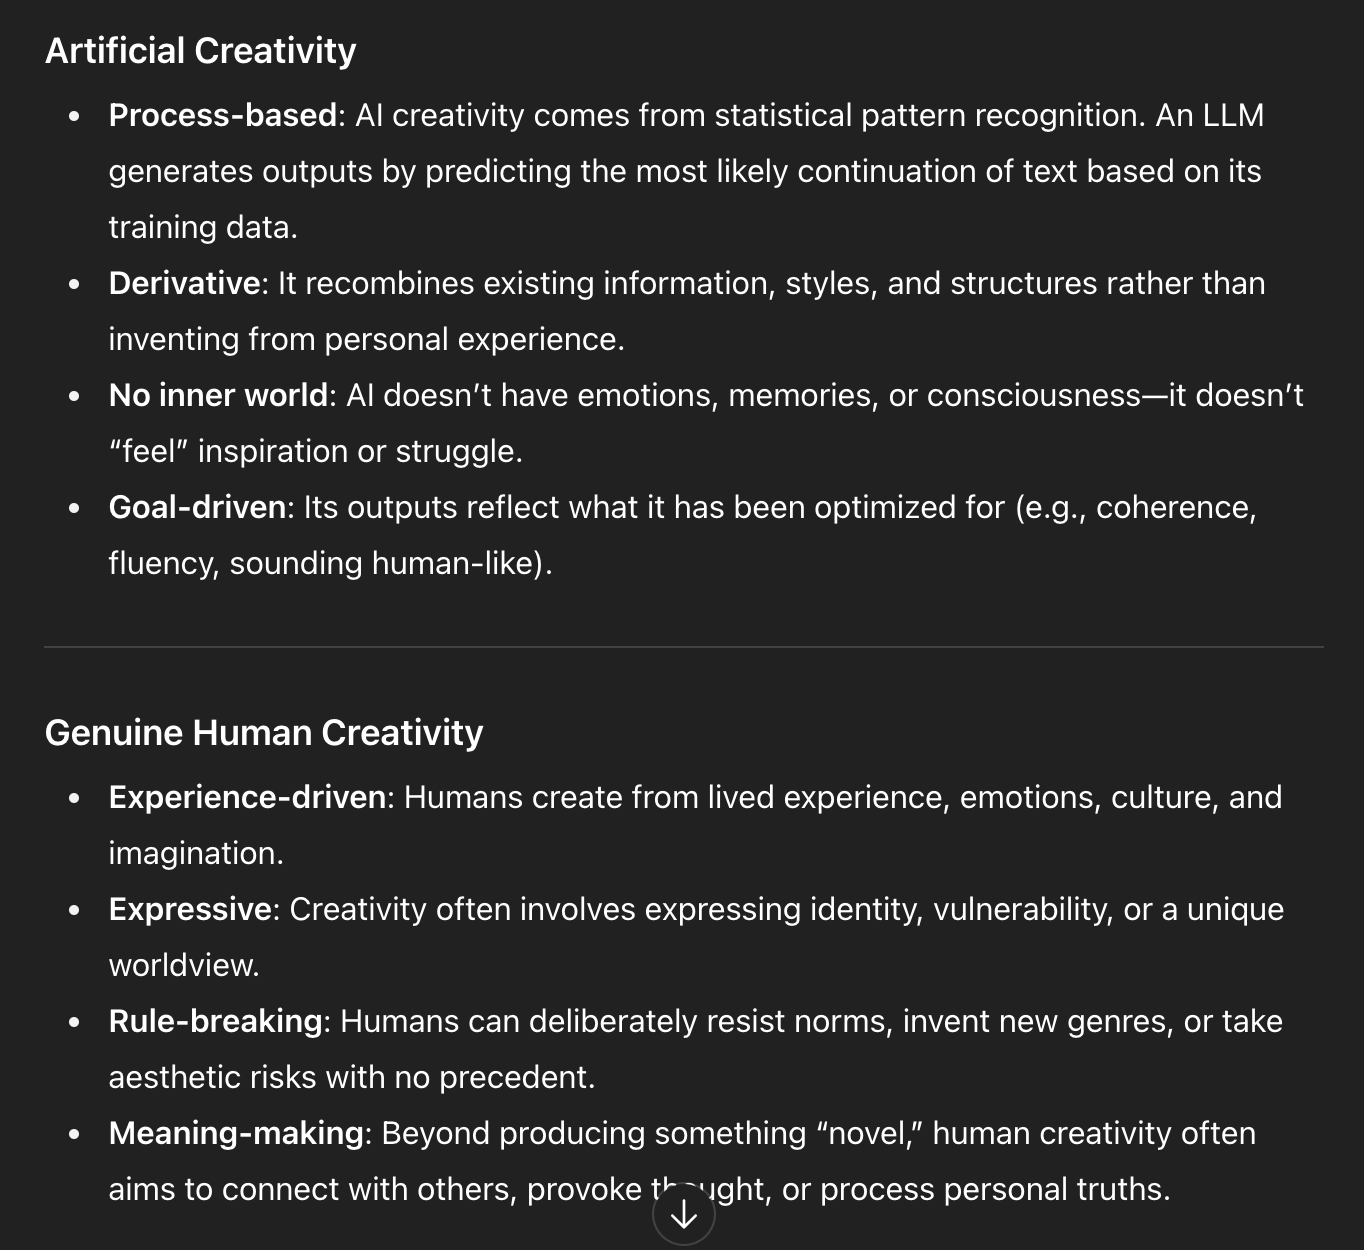 Artificial Creativity
• Process-based: AI creativity comes from statistical pattern recognition. An LLM
generates outputs by predicting the most likely continuation of text based on its
training data.
• Derivative: It recombines existing information, styles, and structures rather than
inventing from personal experience.
• No inner world: AI doesn’t have emotions, memories, or consciousness—it doesn’t
“feel” inspiration or struggle.
• Goal-driven: Its outputs reflect what it has been optimized for (e.g., coherence,
fluency, sounding human-like).
Genuine Human Creativity
• Experience-driven: Humans create from lived experience, emotions, culture, and
imagination.
• Expressive: Creativity often involves expressing identity, vulnerability, or a unique
worldview.
• Rule-breaking: Humans can deliberately resist norms, invent new genres, or take
aesthetic risks with no precedent.
• Meaning-making: Beyond producing something “novel,” human creativity often
aims to connect with others, provoke thought, or process personal truths.